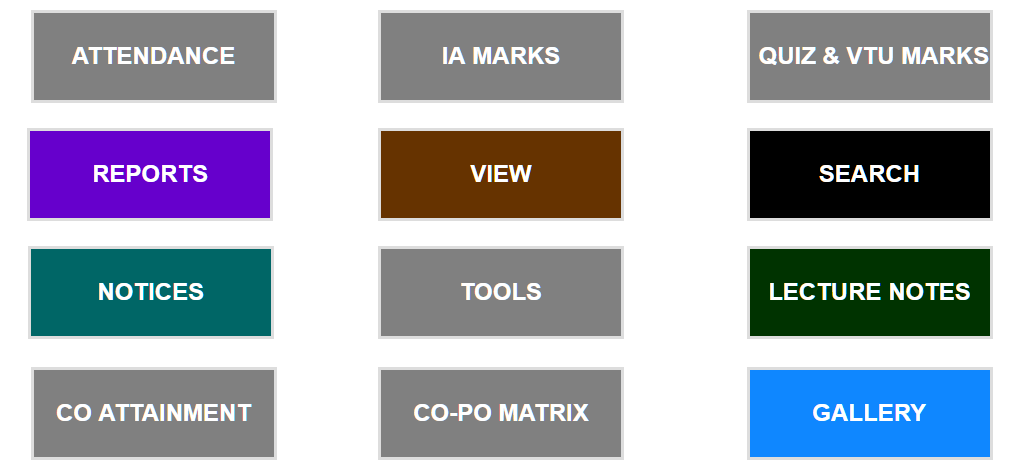 ATTENDANCE
IA MARKS
QUIZ & VTU MARKS
REPORTS
VIEW
SEARCH
NOTICES
TOOLS
LECTURE NOTES
CO ATTAINMENT
CO-PO MATRIX
GALLERY